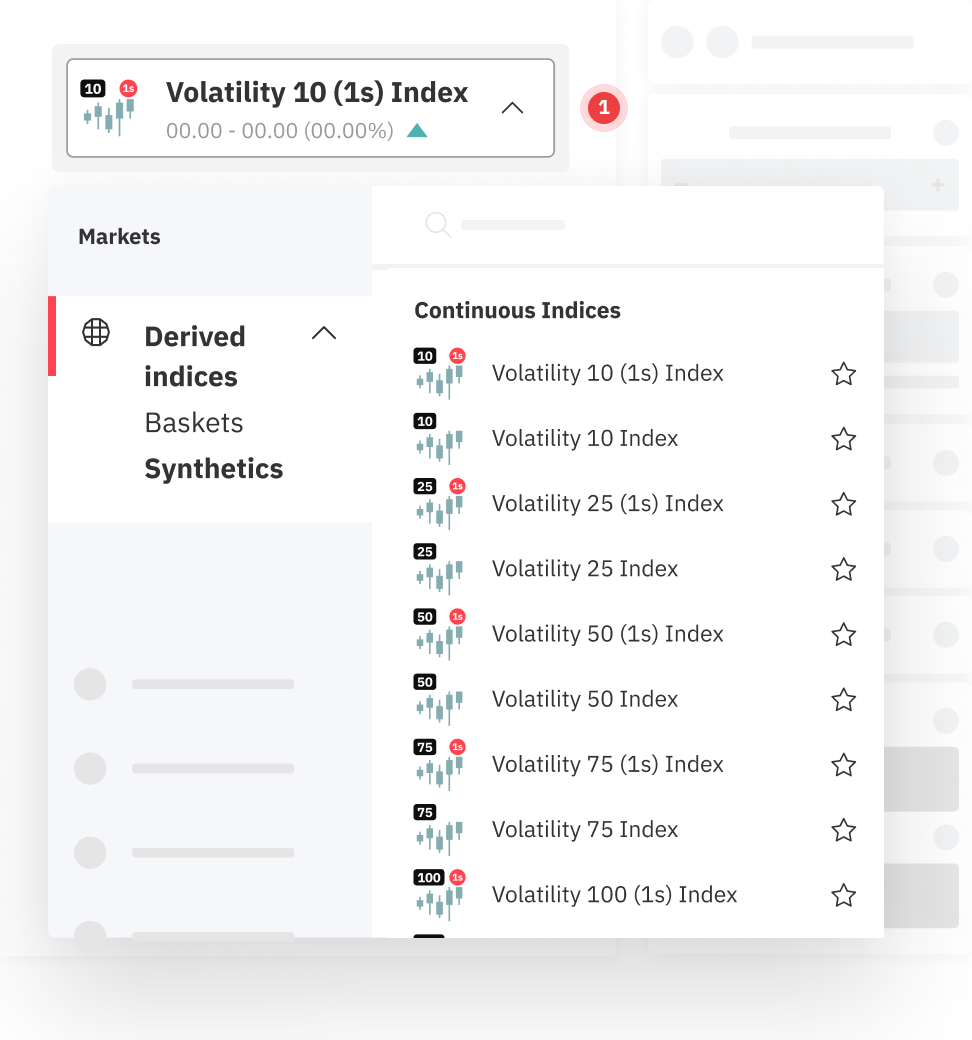 10 1s
Volatility 10 (1s) Index
00.00 - 00.00 (00.00%)
1
Markets
Derived
indices
Baskets
Synthetics
Continuous Indices
10 1s Volatility 10 (1s) Index
10 Volatility 10 Index
25 1s Volatility 25 (1s) Index
25 Volatility 25 Index
50 1s Volatility 50 (1s) Index
50 Volatility 50 Index
75 1s Volatility 75 (1s) Index
75 Volatility 75 Index
100 1s Volatility 100 (1s) Index